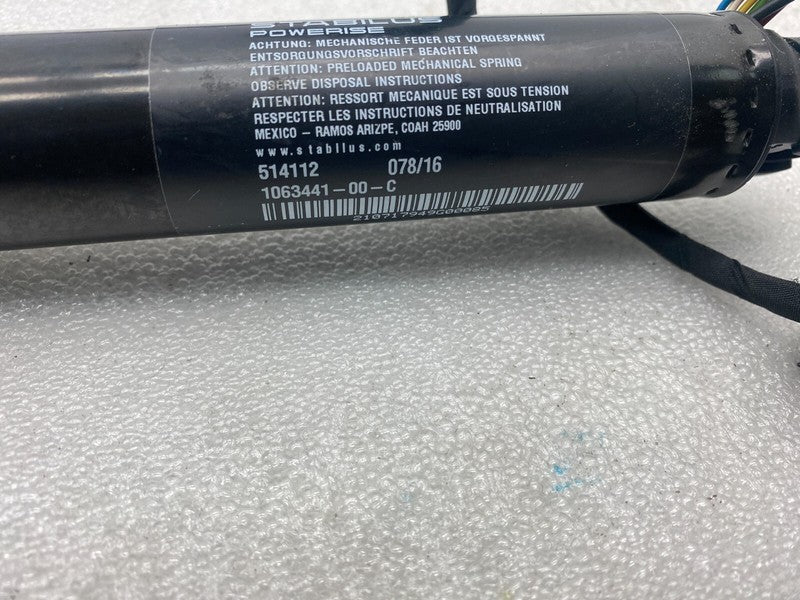 STABILUS
POWERISE
ACHTUNG: MECHANISCHE FEDER IST VORGESPANNT
ENTSORGUNGSVORSCHRIFT BEACHTEN
ATTENTION: PRELOADED MECHANICAL SPRING
OBSERVE DISPOSAL INSTRUCTIONS
ATTENTION: RESSORT MECANIQUE EST SOUS TENSION
RESPECTER LES INSTRUCTIONS DE NEUTRALISATION
MEXICO – RAMOS ARIZPE, COAH 25900
www.stabilus.com
514112 078/16
1063441-00-C
210717949G00085